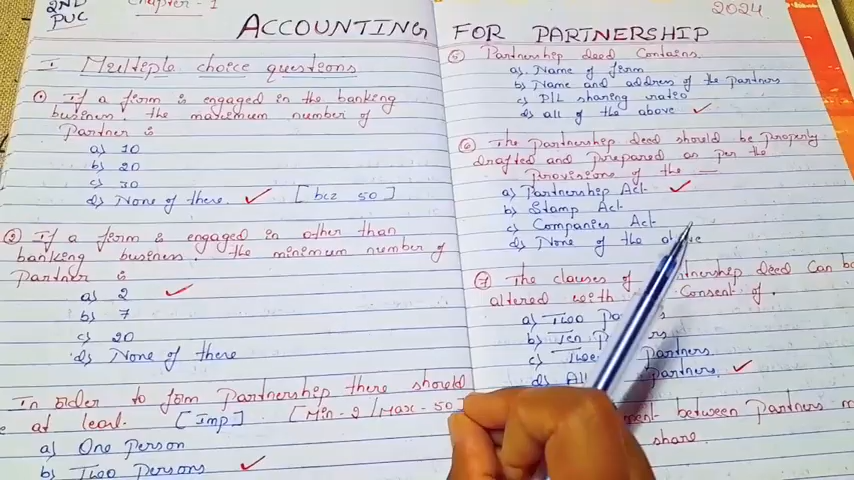 2ND
PUC
Chapter - 1
2024
ACCOUNTING FOR PARTNERSHIP
I Multiple choice questions
① If a firm is engaged in the banking
business. the maximum number of
Partner is
a) 10
b) 20
c) 30
d) None of there. ✓ [bcz 50]
② If a firm is engaged in other than
banking business. the minimum number of
Partner is
a) 2 ✓
b) 7
c) 20
d) None of there
In order to form Partnership there should
at least. [Imp] [Min-2/Max-50]
a) One Person
b) Two Persons ✓
⑤ Partnership deed Contains
a) Name of firm
b) Name and address of the Partners
c) P/L sharing ratio
d) all of the above ✓
⑥ The Partnership deed should be Properly
drafted and prepared as per the
Provisions of the __
a) Partnership Act ✓
b) Stamp Act
c) Companies Act
d) None of the above
⑦ The clauses of Partnership Deed Can be
altered with Consent of.
a) Two
b) Ten
c) Partners.
d) All Partners ✓
between Partners
share.